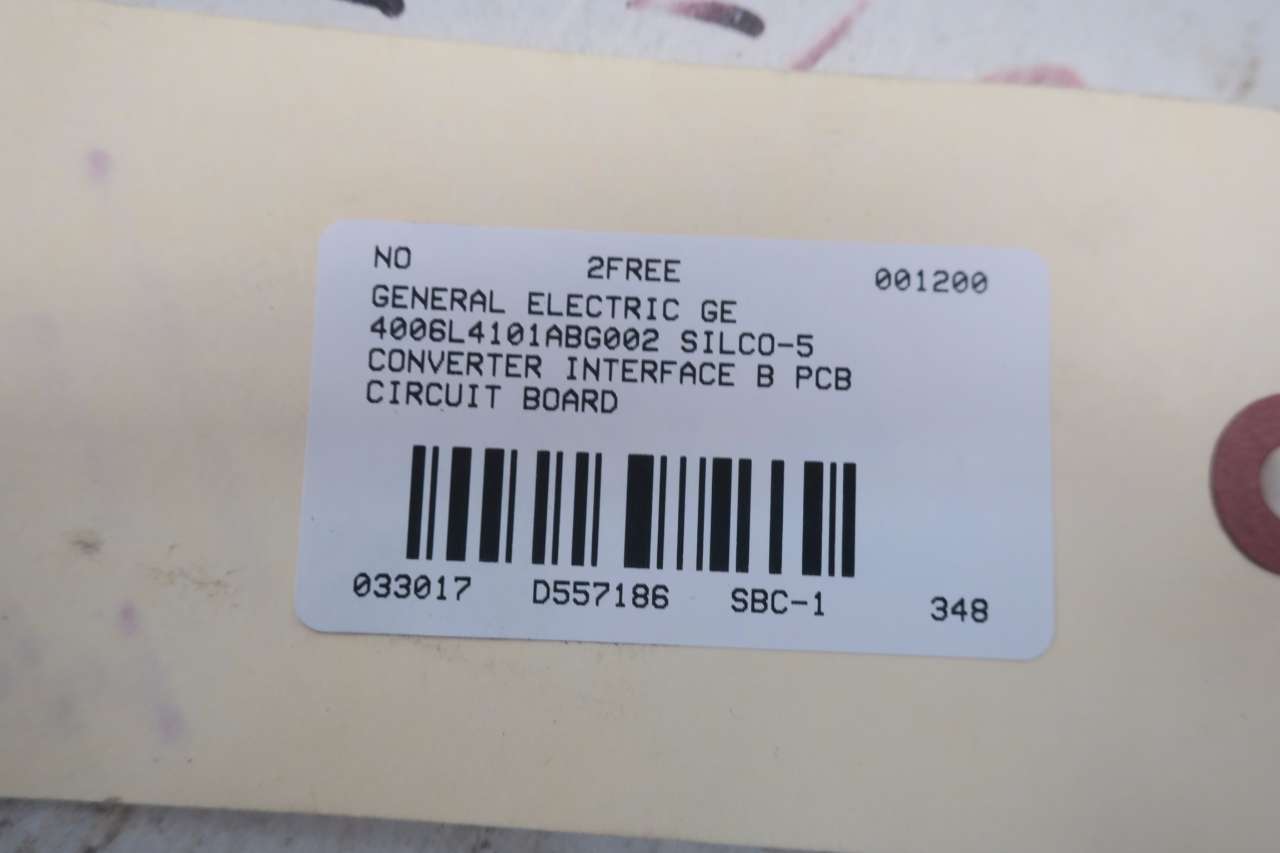 NO 2FREE 001200
GENERAL ELECTRIC GE
4006L4101ABG002 SILCO-5
CONVERTER INTERFACE B PCB
CIRCUIT BOARD
033017 D557186 SBC-1 348